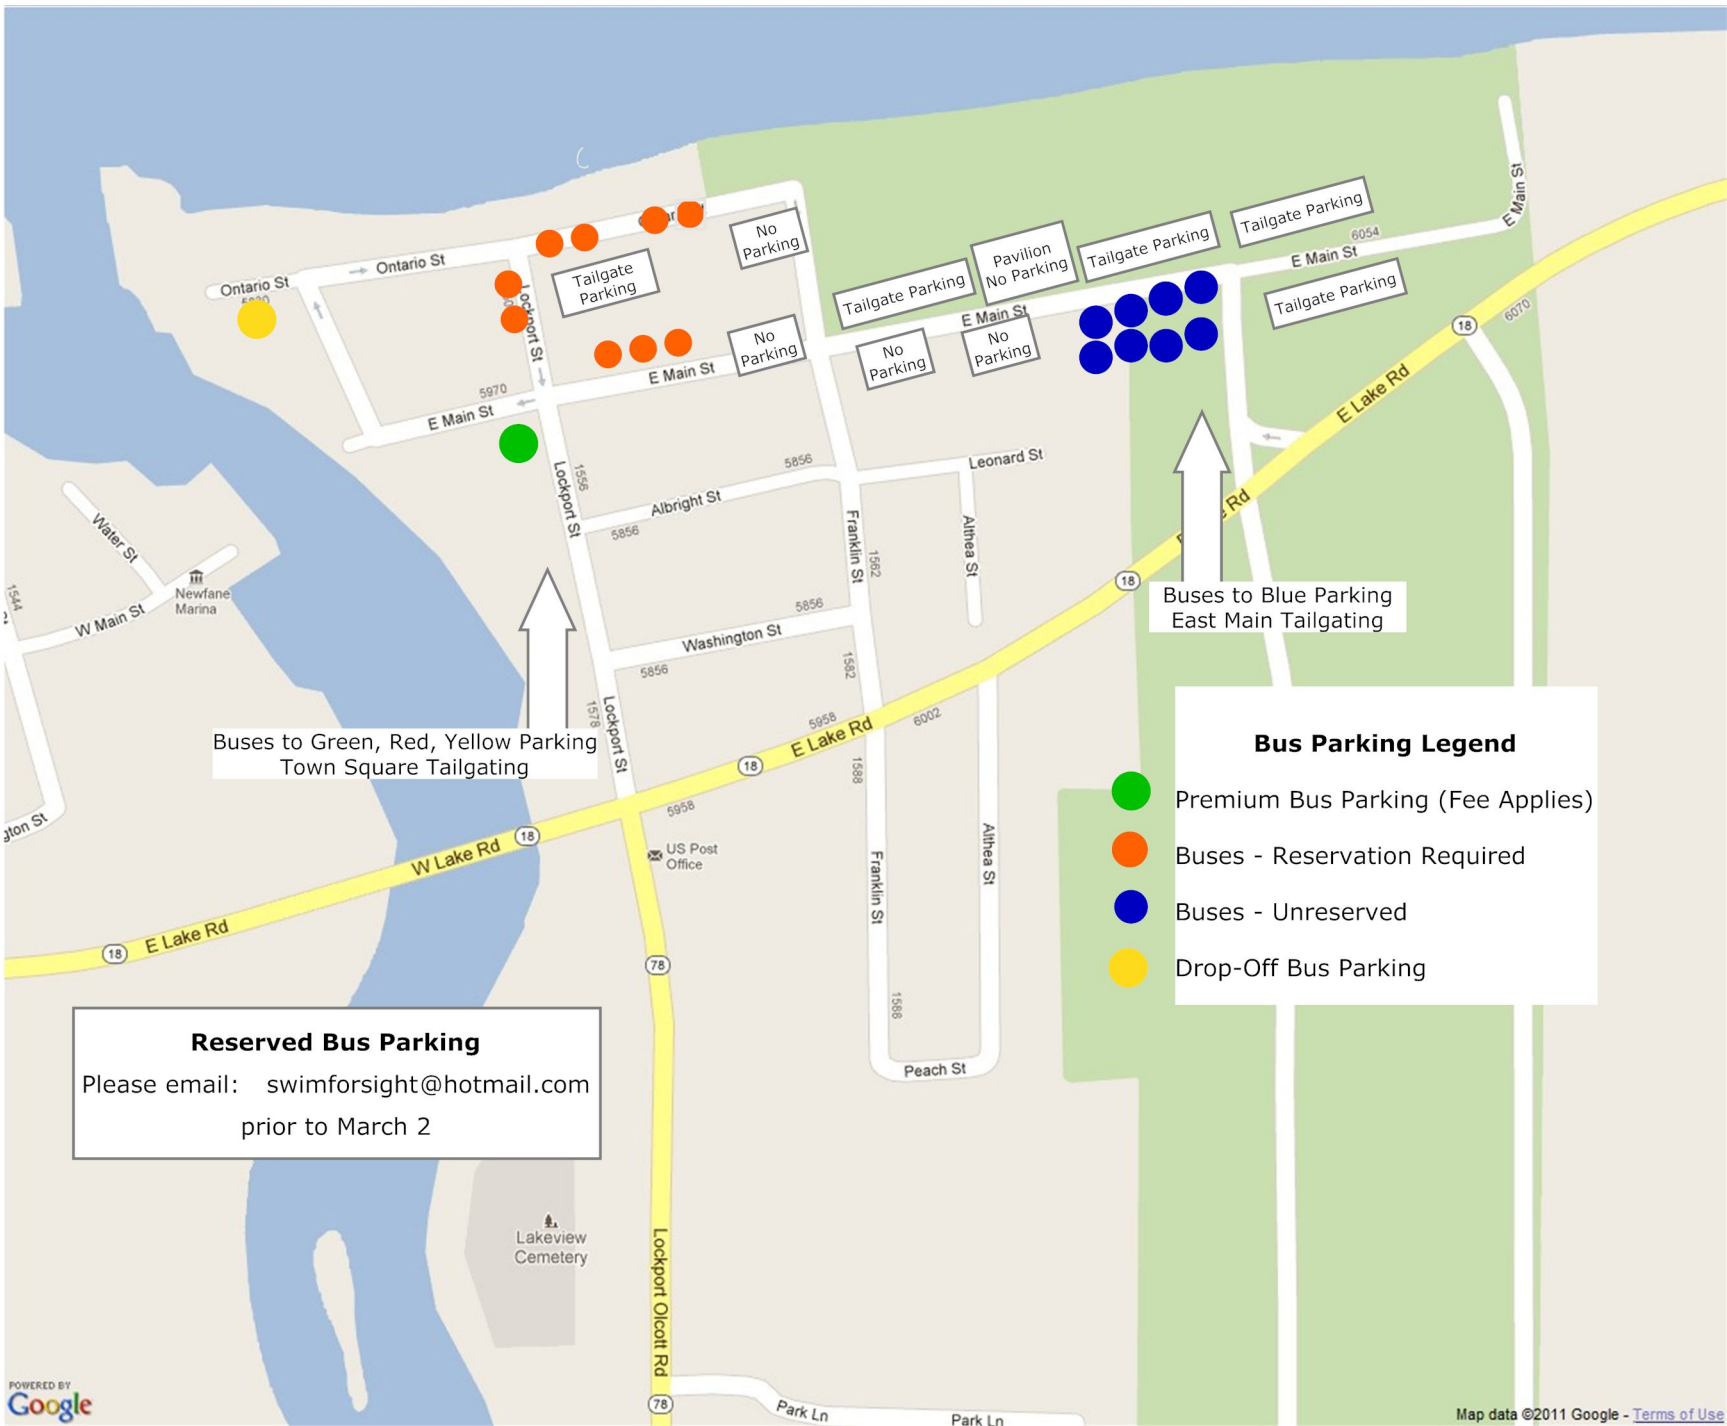 Ontario St
Ontario St
Lockport St
Tailgate
Parking
No
Parking
No
Parking
E Main St
5970
E Main St
Tailgate Parking
Pavilion
No Parking
Tailgate Parking
Tailgate Parking
6054
E Main St
E Main St
Tailgate Parking
E Main St
No
Parking
No
Parking
18
6070
E Lake Rd
Leonard St
5856
Albright St
5856
1556
Lockport St
Franklin St
1562
Althea St
Water St
Newfane
Marina
W Main St
1544
18
Buses to Blue Parking
East Main Tailgating
5856
Washington St
5856
1582
1578
Lockport St
Buses to Green, Red, Yellow Parking
Town Square Tailgating
5958
E Lake Rd
6002
18
1588
5958
US Post
Office
W Lake Rd
18
E Lake Rd
18
Franklin St
Althea St
1588
Peach St
78
Bus Parking Legend
Premium Bus Parking (Fee Applies)
Buses - Reservation Required
Buses - Unreserved
Drop-Off Bus Parking
Reserved Bus Parking
Please email: swimforsight@hotmail.com
prior to March 2
Lakeview
Cemetery
Lockport Olcott Rd
78
Park Ln
Park Ln
POWERED BY
Google
Map data ©2011 Google - Terms of Use